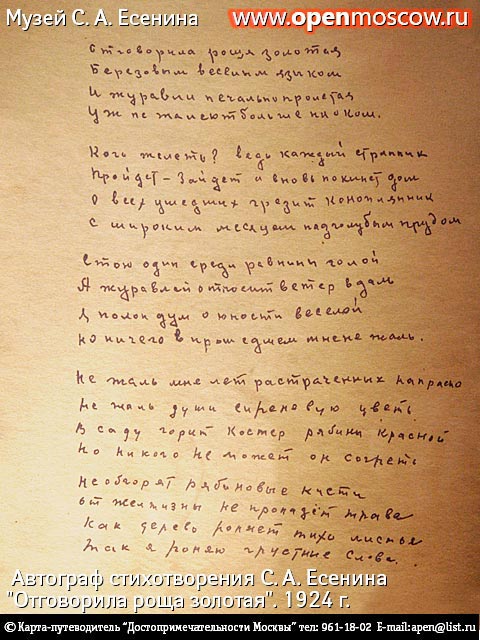 Музей С. А. Есенина
www.openmoscow.ru
Отговорила роща золотая
Березовым веселым языком
И журавли печально пролетая
Уж не жалеют больше ни о ком.
Кого жалеть? ведь каждый странник
Пройдет – Зайдет и вновь покинет дом
О всех ушедших грезит Конопляник
С широким месяцем над голубым прудом
Стою один среди равнины голой
А журавлей относит ветер вдаль
Я полон дум о юности веселой
Но ничего в прошедшем мне не жаль.
Не жаль мне лет растраченных напрасно
Не жаль души сиреневую цветь
В саду горит Костер рябины Красной
Но никого Не может он согреть
Не обгорят рябиновые Кисти
От желтизны Не пропадет трава
Как дерево роняет тихо листья
Так я роняю грустные слова.
Автограф стихотворения С. А. Есенина
"Отговорила роща золотая". 1924 г.
© Карта-путеводитель "Достопримечательности Москвы" тел: 961-18-02 E-mail:apen@list.ru